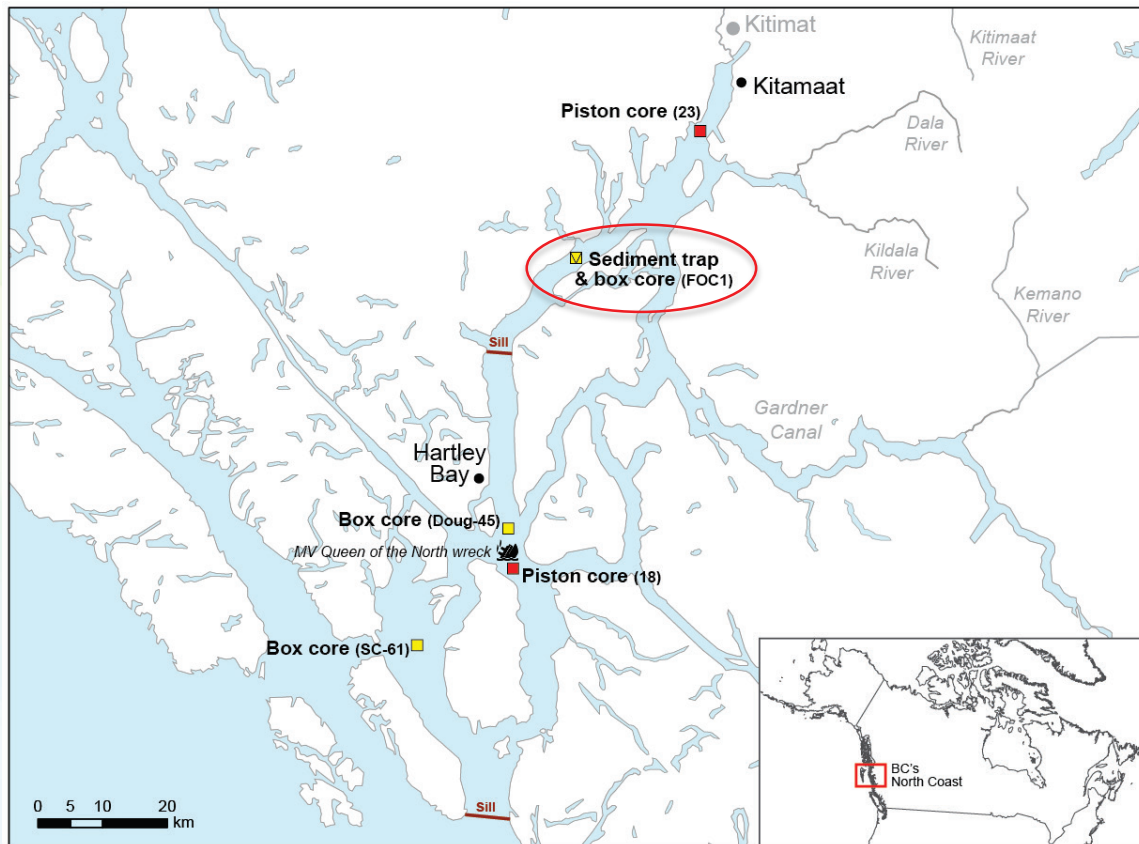 Kitimat
Kitimaat
River
Kitamaat
Piston core (23)
Dala
River
Sediment trap
& box core (FOC1)
Kildala
River
Kemano
River
Sill
Gardner
Canal
Hartley
Bay
Box core (Doug-45)
MV Queen of the North wreck
Piston core (18)
Box core (SC-61)
BC's
North Coast
0 5 10 20
km
Sill